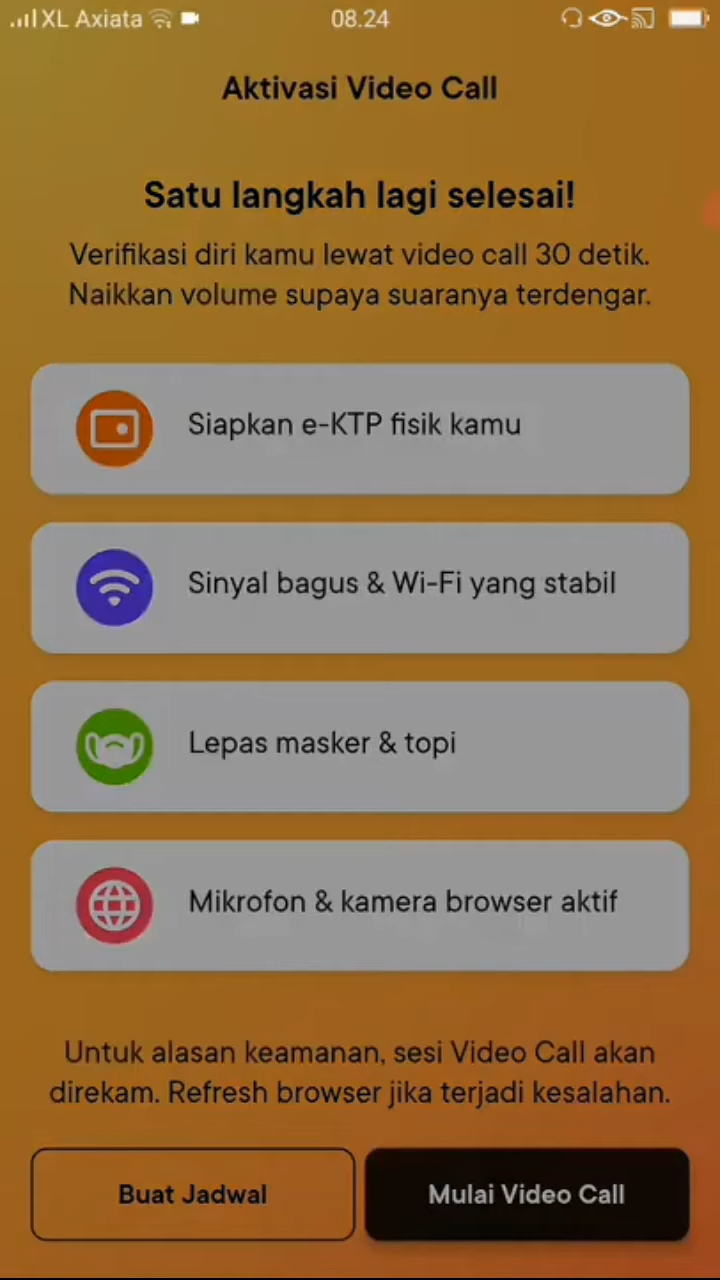 XL Axiata 08.24
Aktivasi Video Call
Satu langkah lagi selesai!
Verifikasi diri kamu lewat video call 30 detik.
Naikkan volume supaya suaranya terdengar.
Siapkan e-KTP fisik kamu
Sinyal bagus & Wi-Fi yang stabil
Lepas masker & topi
Mikrofon & kamera browser aktif
Untuk alasan keamanan, sesi Video Call akan
direkam. Refresh browser jika terjadi kesalahan.
Buat Jadwal Mulai Video Call